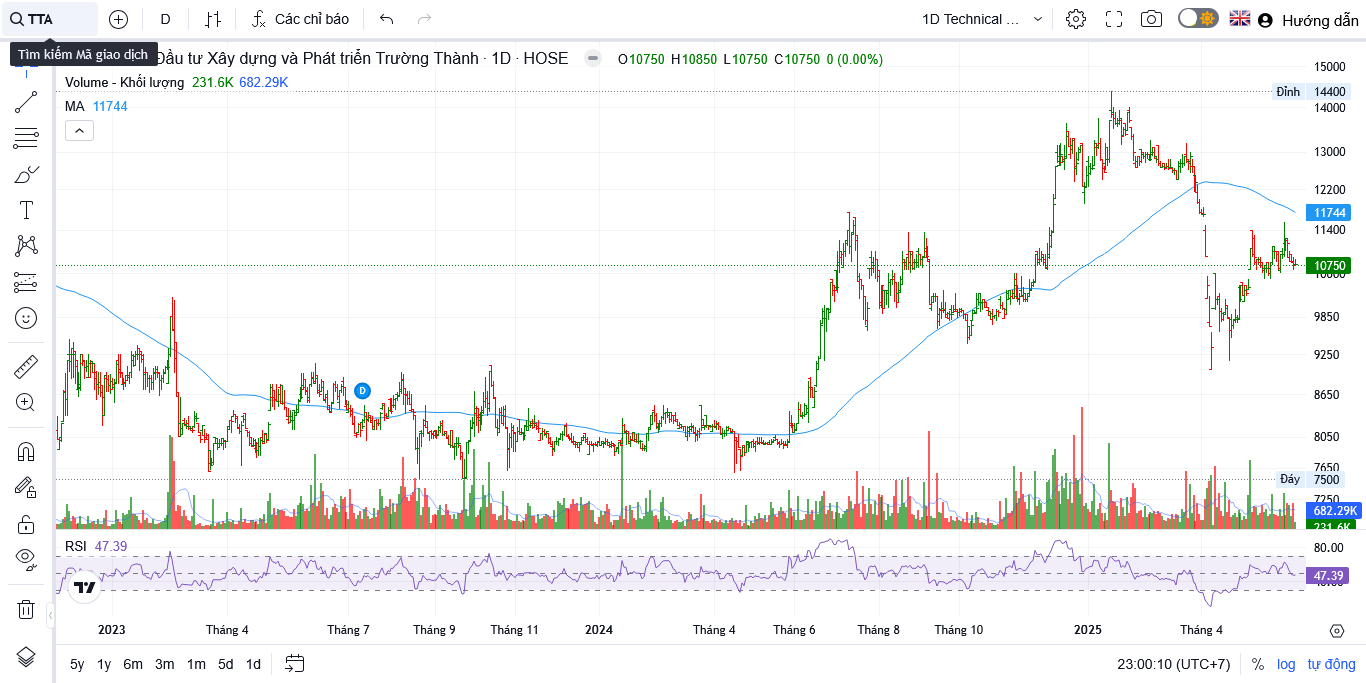 TTA
D
Các chỉ báo
1D Technical ...
Hướng dẫn
Tìm kiếm Mã giao dịch
Đầu tư Xây dựng và Phát triển Trường Thành · 1D · HOSE
O10750 H10850 L10750 C10750 0 (0.00%)
Volume - Khối lượng 231.6K 682.29K
MA 11744
15000
Đỉnh 14400
14000
13000
12200
11744
11400
10750
9850
9250
8650
D
8050
7650
Đáy 7500
7250
682.29K
231.6K
RSI 47.39
80.00
47.39
2023
Tháng 4
Tháng 7
Tháng 9
Tháng 11
2024
Tháng 4
Tháng 6
Tháng 8
Tháng 10
2025
Tháng 4
5y 1y 6m 3m 1m 5d 1d
23:00:10 (UTC+7)
% log tự động